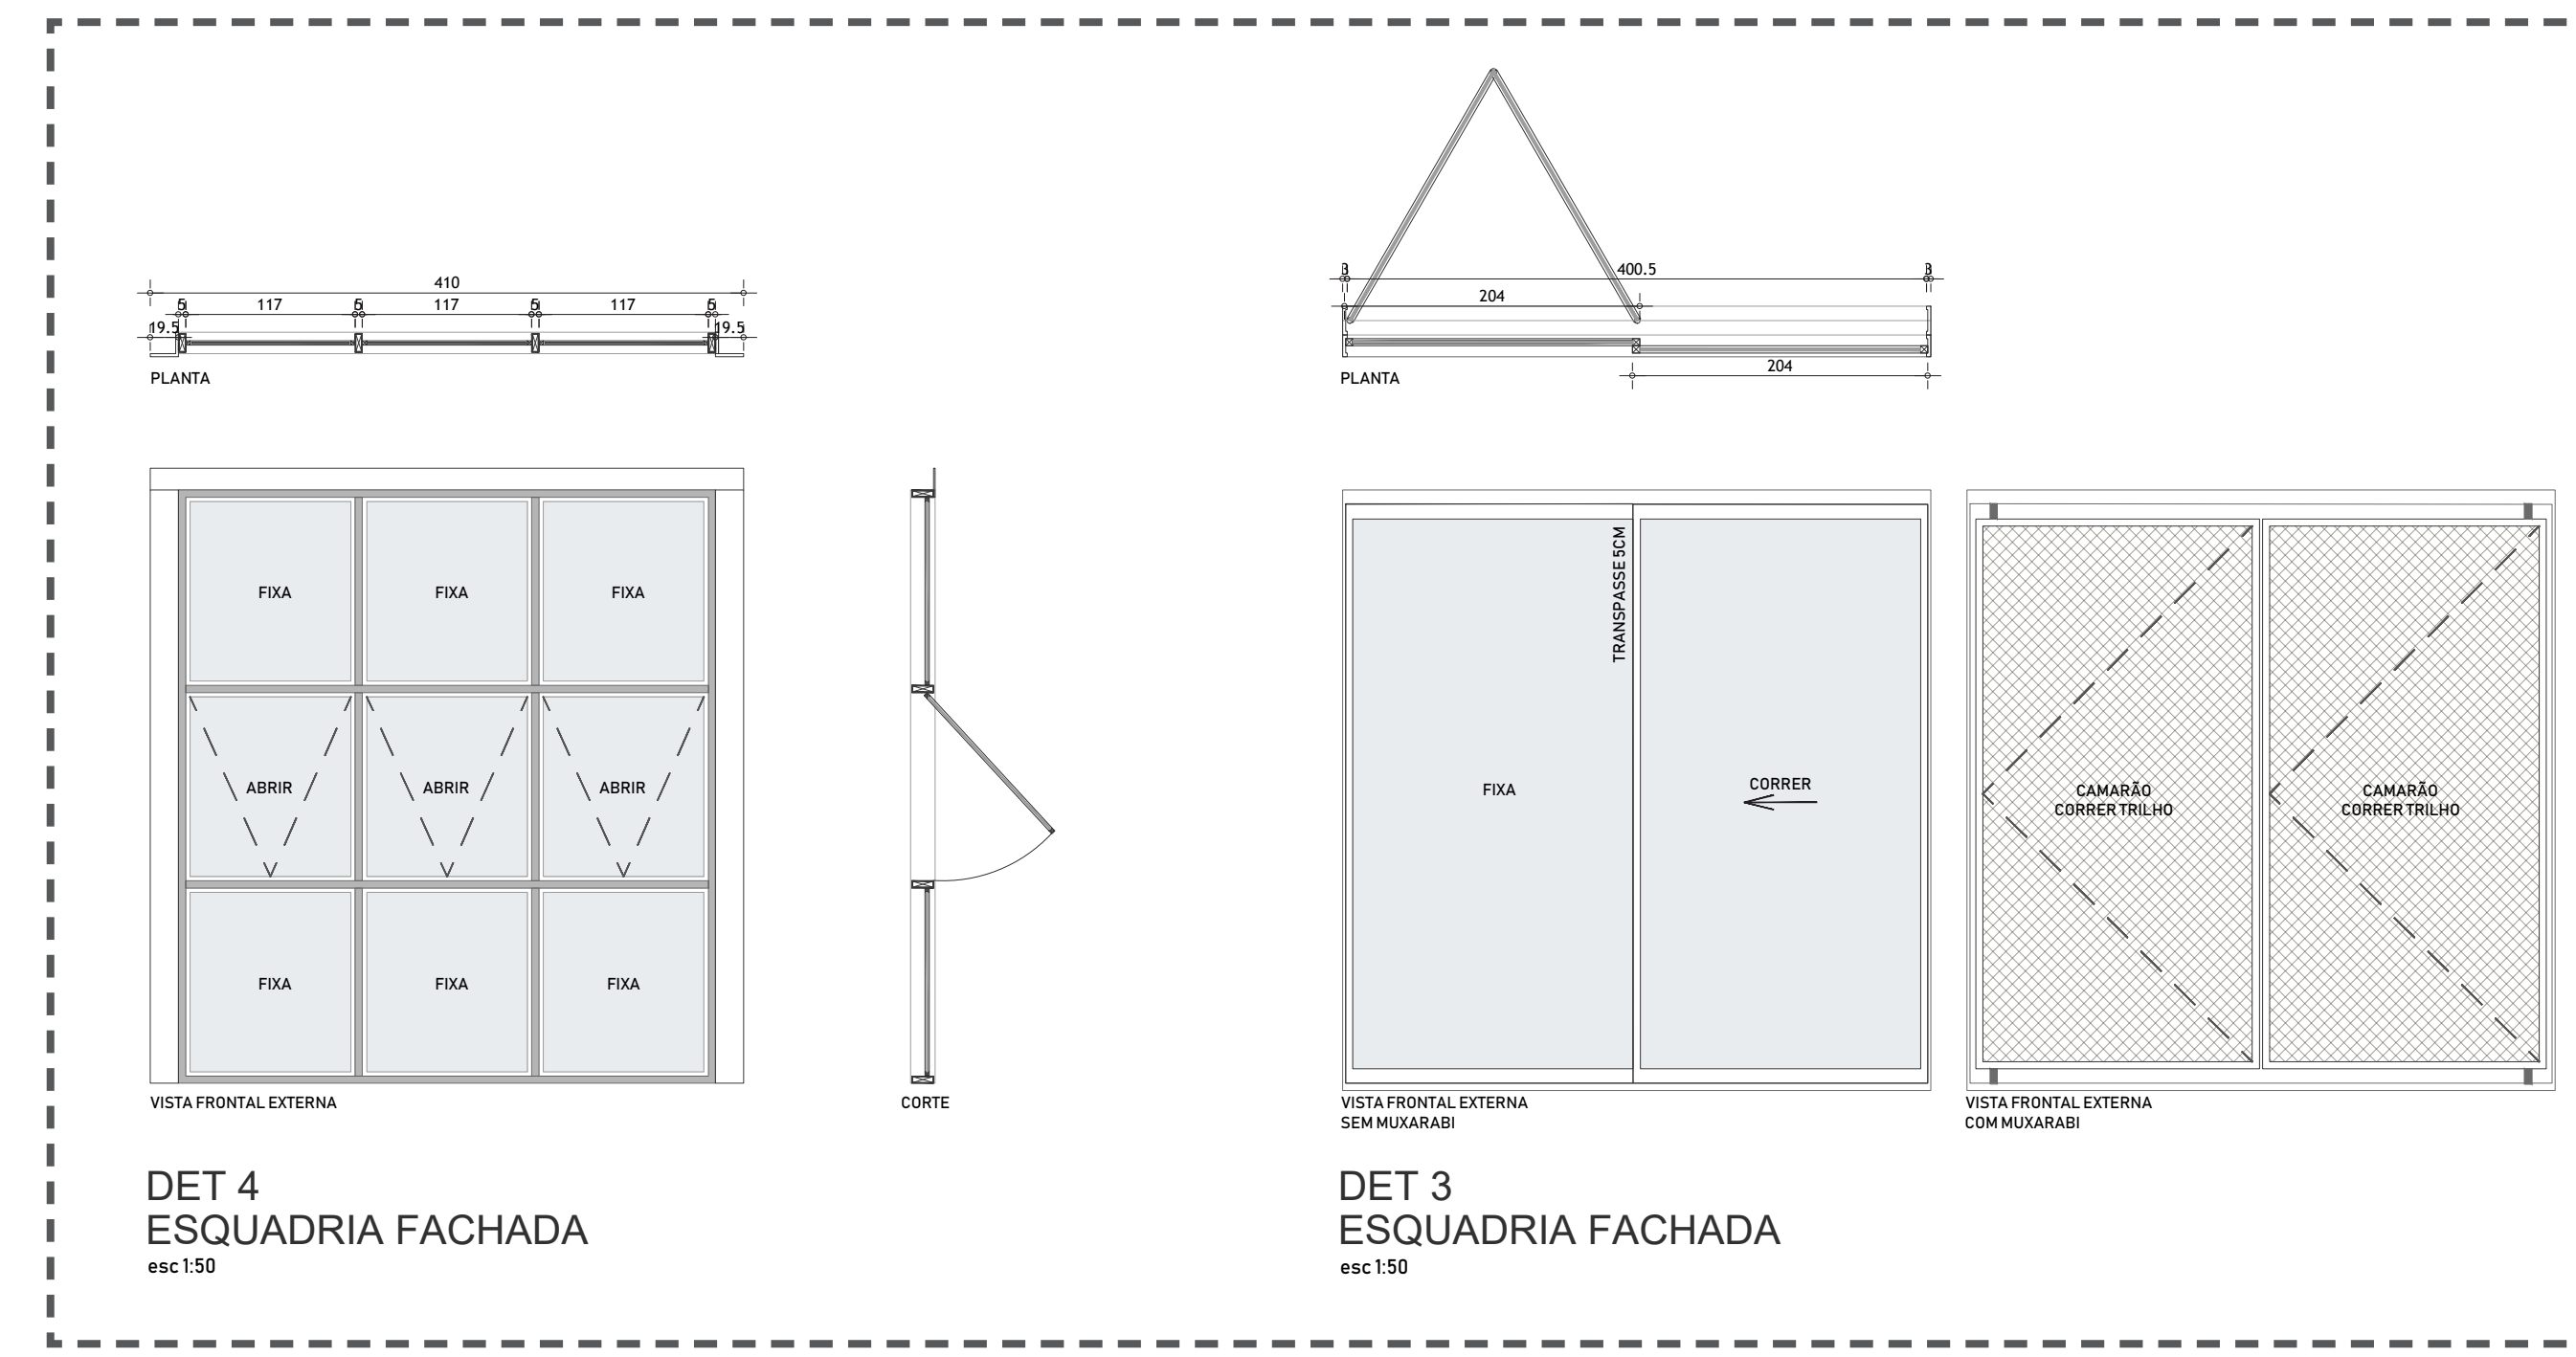 410
5 117 5 117 5 117 5
19.5 19.5
PLANTA
FIXA FIXA FIXA
ABRIR ABRIR ABRIR
FIXA FIXA FIXA
VISTA FRONTAL EXTERNA
CORTE
DET 4
ESQUADRIA FACHADA
esc 1:50
3 400.5 3
204
204
PLANTA
TRANSPASSE 5CM
FIXA
CORRER
VISTA FRONTAL EXTERNA
SEM MUXARABI
CAMARÃO
CORRER TRILHO
CAMARÃO
CORRER TRILHO
VISTA FRONTAL EXTERNA
COM MUXARABI
DET 3
ESQUADRIA FACHADA
esc 1:50